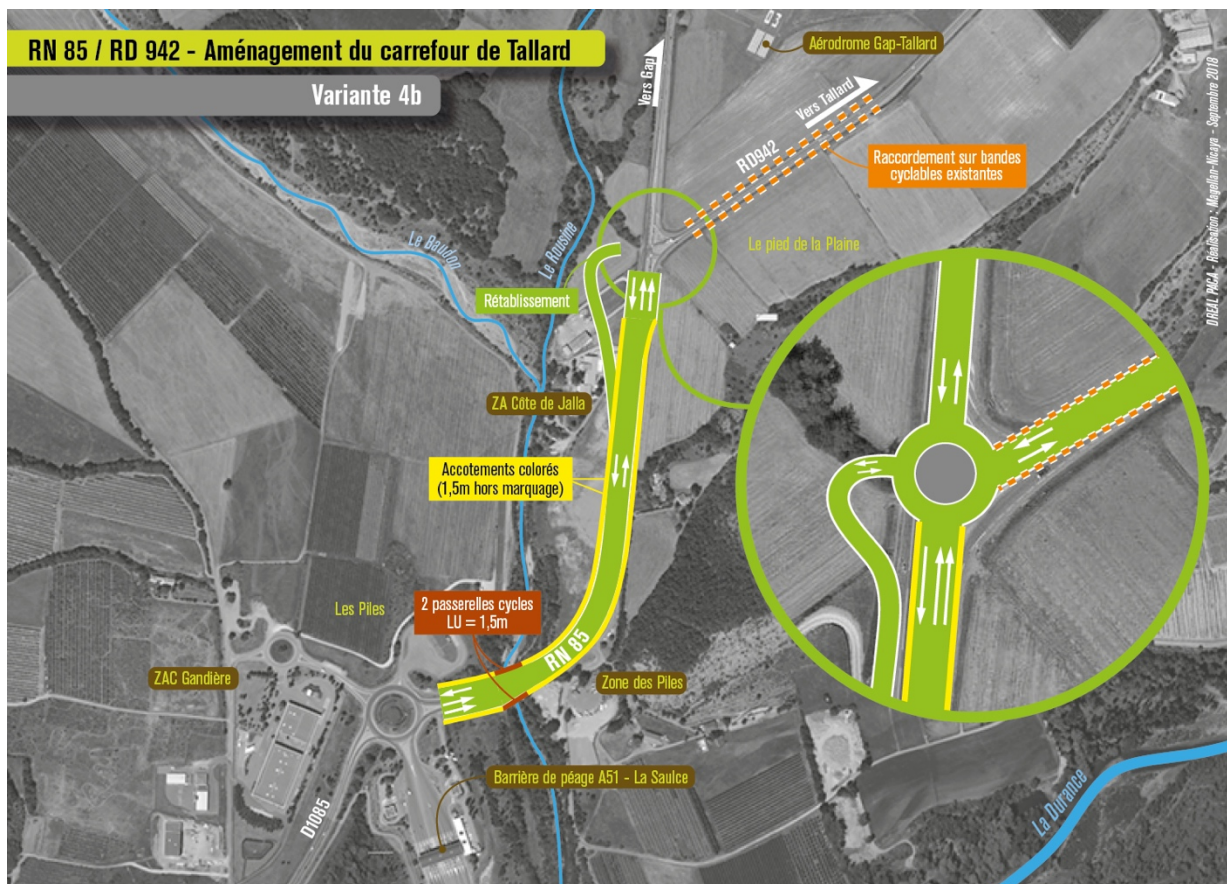 RN 85 / RD 942 - Aménagement du carrefour de Tallard
Variante 4b
Vers Gap
Aérodrome Gap-Tallard
Vers Tallard
RD942
Raccordement sur bandes
cyclables existantes
DREAL PACA - Réalisation : Magellan-Nicaya - Septembre 2018
Le Baudon
Le Rousine
Le pied de la Plaine
Rétablissement
ZA Côte de Jalla
Accotements colorés
(1,5m hors marquage)
Les Piles
2 passerelles cycles
LU = 1,5m
RN 85
ZAC Gandière
Zone des Piles
Barrière de péage A51 - La Saulce
D1085
La Durance